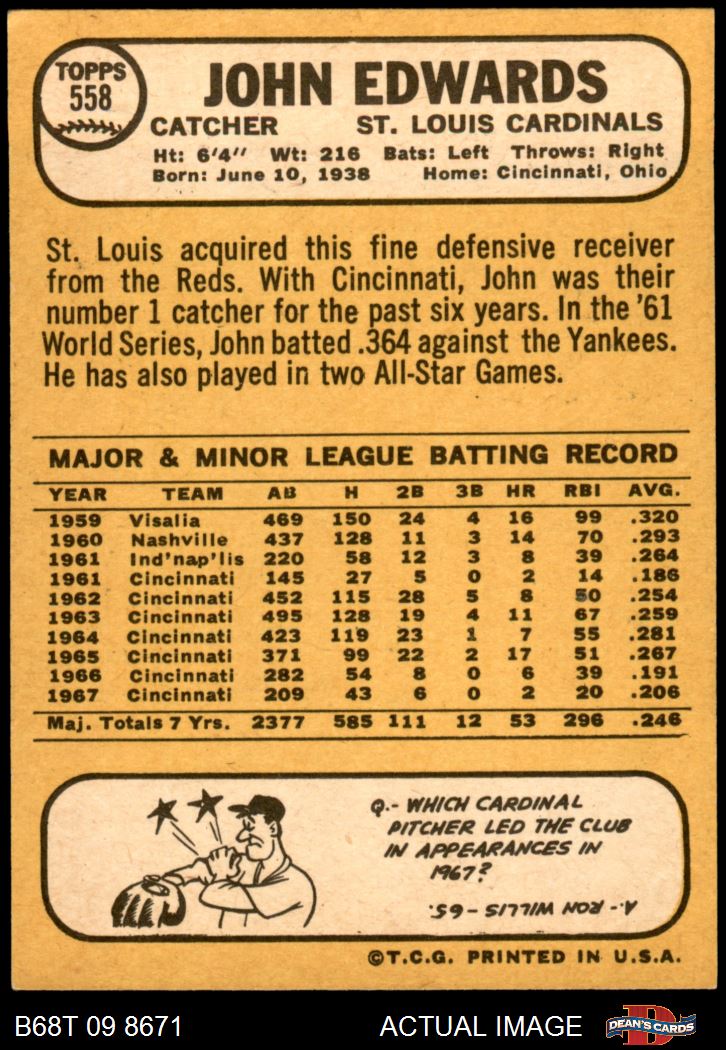 TOPPS
558
JOHN EDWARDS
CATCHER ST. LOUIS CARDINALS
Ht: 6'4" Wt: 216 Bats: Left Throws: Right
Born: June 10, 1938 Home: Cincinnati, Ohio
St. Louis acquired this fine defensive receiver
from the Reds. With Cincinnati, John was their
number 1 catcher for the past six years. In the '61
World Series, John batted .364 against the Yankees.
He has also played in two All-Star Games.
MAJOR & MINOR LEAGUE BATTING RECORD
YEAR TEAM AB H 2B 3B HR RBI AVG.
1959 Visalia 469 150 24 4 16 99 .320
1960 Nashville 437 128 11 3 14 70 .293
1961 Ind'nap'lis 220 58 12 3 8 39 .264
1961 Cincinnati 145 27 5 0 2 14 .186
1962 Cincinnati 452 115 28 5 8 50 .254
1963 Cincinnati 495 128 19 4 11 67 .259
1964 Cincinnati 423 119 23 1 7 55 .281
1965 Cincinnati 371 99 22 2 17 51 .267
1966 Cincinnati 282 54 8 0 6 39 .191
1967 Cincinnati 209 43 6 0 2 20 .206
Maj. Totals 7 Yrs. 2377 585 111 12 53 296 .246
Q.- WHICH CARDINAL
PITCHER LED THE CLUB
IN APPEARANCES IN
1967?
A.- RON WILLIS - 65.
©T.C.G. PRINTED IN U.S.A.
B68T 09 8671 ACTUAL IMAGE D DEAN'S CARDS